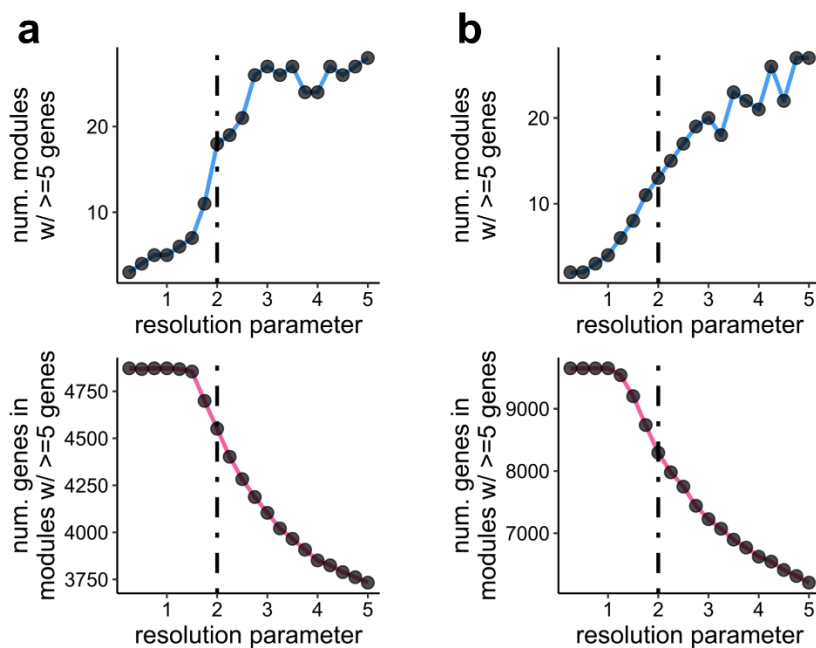 a
num. modules
w/ >=5 genes
20
10
1 2 3 4 5
resolution parameter
num. genes in
modules w/ >=5 genes
4750
4500
4250
4000
3750
1 2 3 4 5
resolution parameter
b
num. modules
w/ >=5 genes
20
10
1 2 3 4 5
resolution parameter
num. genes in
modules w/ >=5 genes
9000
8000
7000
1 2 3 4 5
resolution parameter